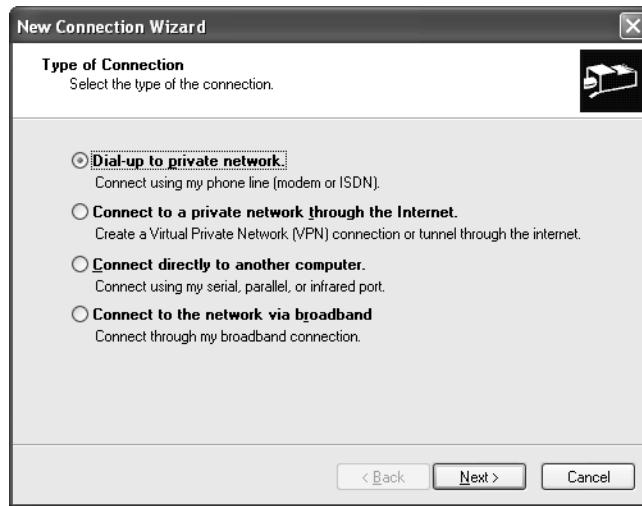 New Connection Wizard
Type of Connection
Select the type of the connection.
Dial-up to private network.
Connect using my phone line (modem or ISDN).
Connect to a private network through the Internet.
Create a Virtual Private Network (VPN) connection or tunnel through the internet.
Connect directly to another computer.
Connect using my serial, parallel, or infrared port.
Connect to the network via broadband
Connect through my broadband connection.
< Back Next > Cancel